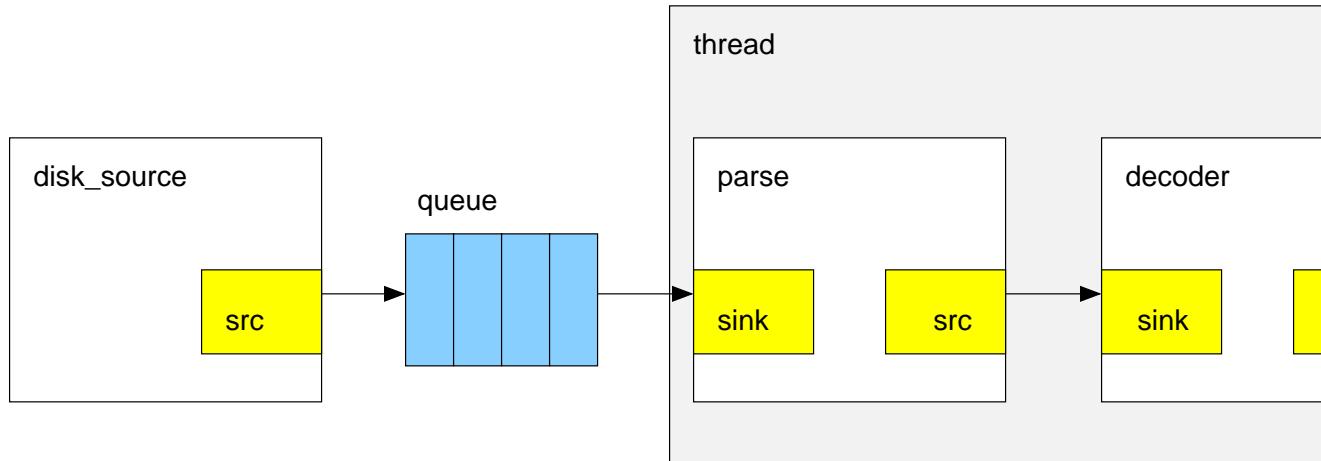 thread
disk_source
parse
decoder
queue
src
sink
src
sink